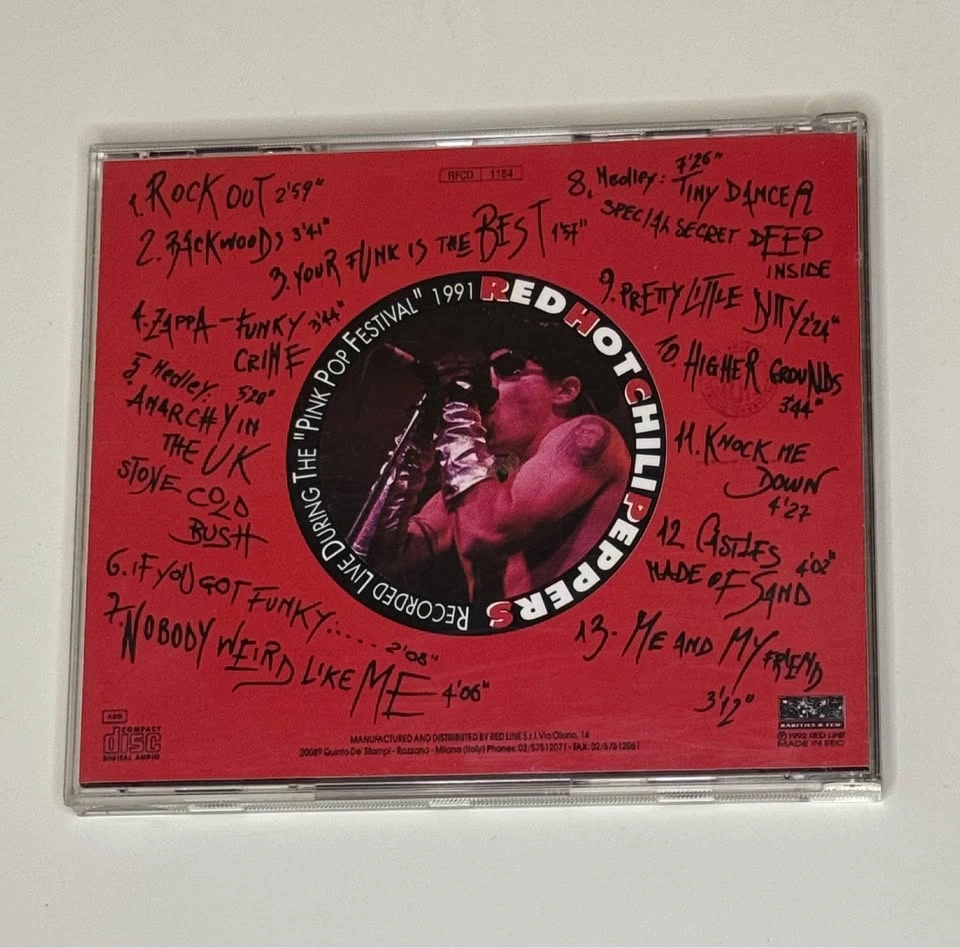 RFCD 1184
1. ROCK OUT 2'59"
2. BACKWOODS 3'41"
3. YOUR FUNK IS THE BEST 1'57"
4. ZAPPA-FUNKY 3'44"
CRIME
5 Medley: 5'28"
ANARCHY IN
THE UK
STONE COLD
BUSH
6. IF YOU GOT FUNKY..... 2'08"
7. NOBODY WEIRD LIKE ME 4'06"
8. Medley: 7'26"
TINY DANCER
SPECIAL SECRET DEEP
INSIDE
9. PRETTY LITTLE DITTY 2'24"
10 HIGHER GROUNDS
3'44"
11. KNOCK ME
DOWN
4'27
12 CASTLES 4'02"
MADE OF SAND
13. ME AND MY FRIEND
3'12"
RED HOT CHILI PEPPERS
RECORDED LIVE DURING THE "PINK POP FESTIVAL" 1991
ADD
COMPACT
disc
DIGITAL AUDIO
MANUFACTURED AND DISTRIBUTED BY RED LINE S.r.l. Via Olona, 14
20089 Quinto De' Stampi - Rozzano - Milano (Italy) Phones: 02/57512071 - FAX: 02/57512061
RARITIES & FEW
℗ 1992 RED LINE
MADE IN EEC